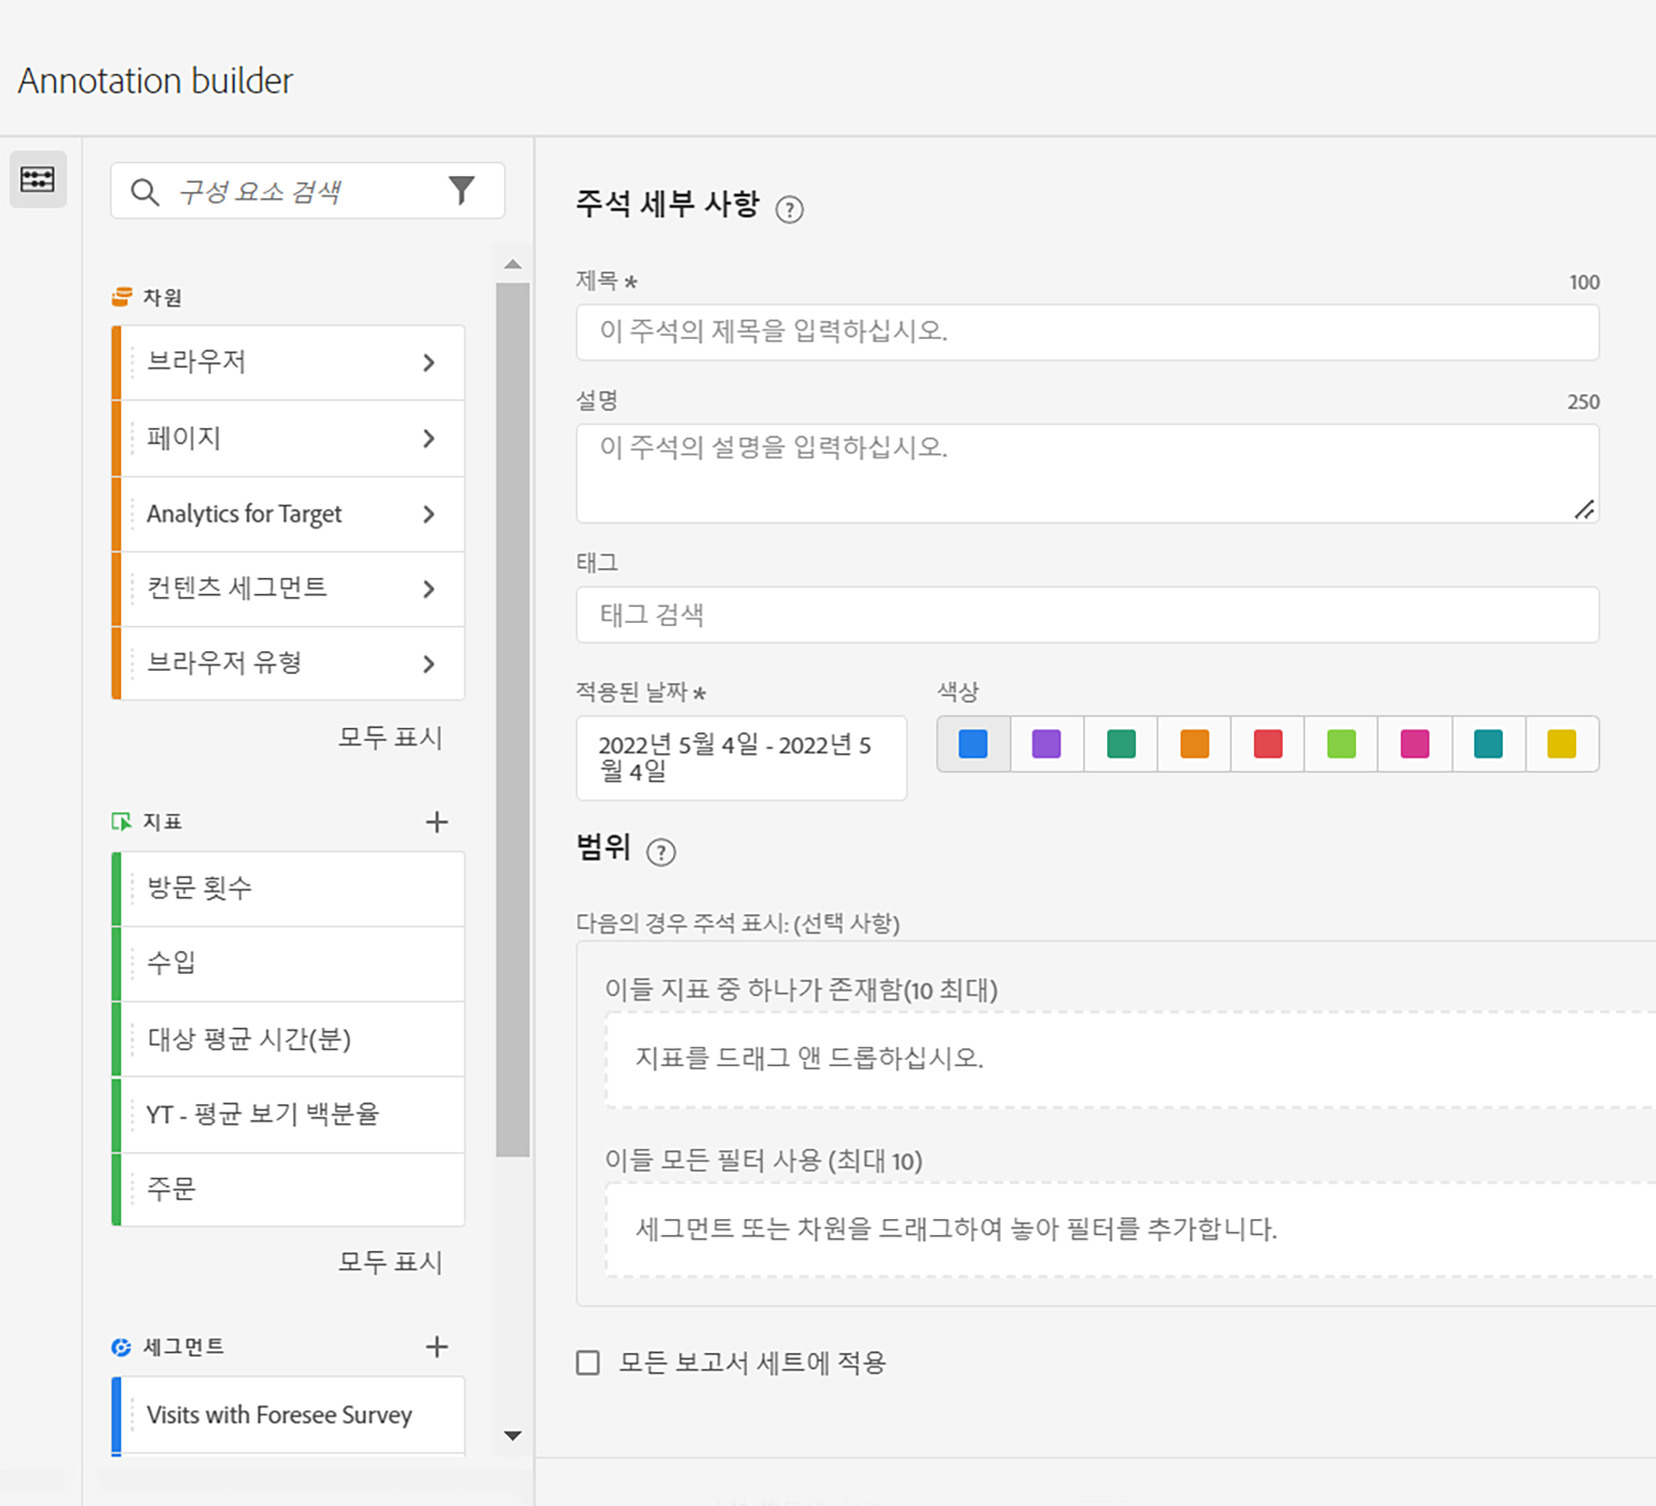 Annotation builder
구성 요소 검색
차원
브라우저
페이지
Analytics for Target
컨텐츠 세그먼트
브라우저 유형
모두 표시
지표
방문 횟수
수입
대상 평균 시간(분)
YT - 평균 보기 백분율
주문
모두 표시
세그먼트
Visits with Foresee Survey
주석 세부 사항 ?
제목 * 100
이 주석의 제목을 입력하십시오.
설명 250
이 주석의 설명을 입력하십시오.
태그
태그 검색
적용된 날짜 * 색상
2022년 5월 4일 - 2022년 5
월 4일
범위 ?
다음의 경우 주석 표시: (선택 사항)
이들 지표 중 하나가 존재함(10 최대)
지표를 드래그 앤 드롭하십시오.
이들 모든 필터 사용 (최대 10)
세그먼트 또는 차원을 드래그하여 놓아 필터를 추가합니다.
모든 보고서 세트에 적용